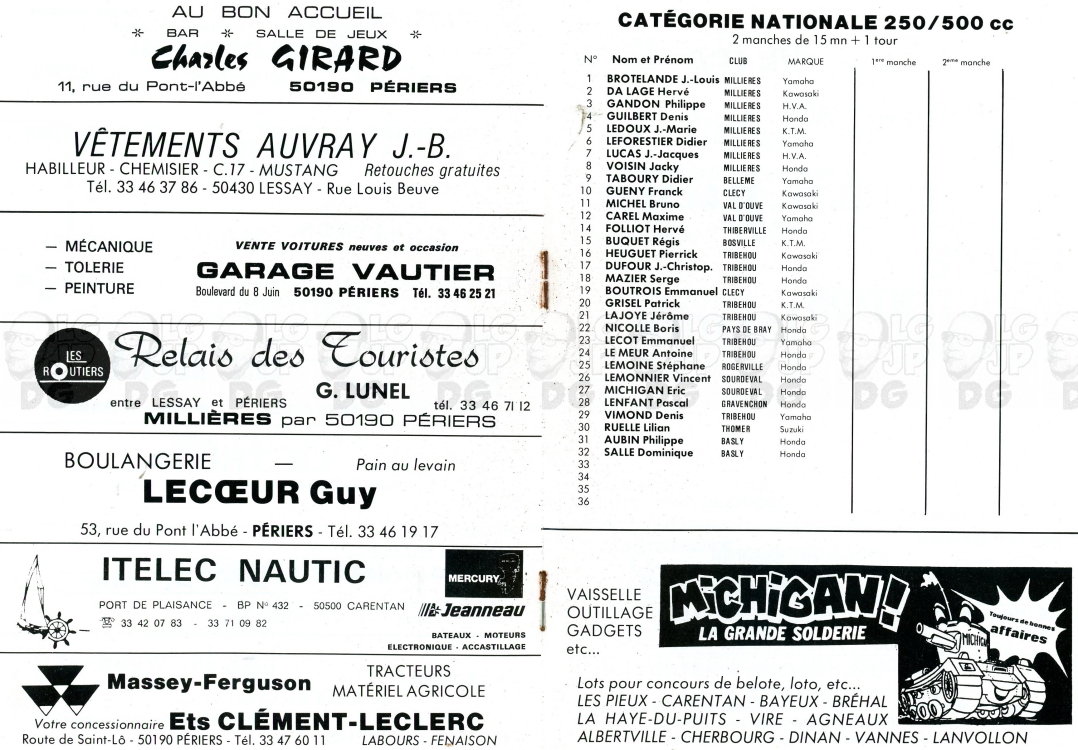 AU BON ACCUEIL
* BAR * SALLE DE JEUX *
Charles GIRARD
11, rue du Pont-l'Abbé 50190 PÉRIERS
VÊTEMENTS AUVRAY J.-B.
HABILLEUR - CHEMISIER - C.17 - MUSTANG Retouches gratuites
Tél. 33 46 37 86 - 50430 LESSAY - Rue Louis Beuve
— MÉCANIQUE
— TOLERIE
— PEINTURE
VENTE VOITURES neuves et occasion
GARAGE VAUTIER
Boulevard du 8 Juin 50190 PÉRIERS Tél. 33 46 25 21
LES
ROUTIERS
Relais des Touristes
G. LUNEL
entre LESSAY et PÉRIERS tél. 33 46 71 12
MILLIÈRES par 50190 PÉRIERS
BOULANGERIE — Pain au levain
LECŒUR Guy
53, rue du Pont l'Abbé - PÉRIERS - Tél. 33 46 19 17
ITELEC NAUTIC
PORT DE PLAISANCE - BP N° 432 - 50500 CARENTAN
☎ 33 42 07 83 - 33 71 09 82
MERCURY
Jeanneau
BATEAUX - MOTEURS
ELECTRONIQUE - ACCASTILLAGE
Massey-Ferguson
TRACTEURS
MATÉRIEL AGRICOLE
Votre concessionnaire Ets CLÉMENT-LECLERC
Route de Saint-Lô - 50190 PÉRIERS - Tél. 33 47 60 11 LABOURS - FENAISON
CATÉGORIE NATIONALE 250/500 cc
2 manches de 15 mn + 1 tour
N° Nom et Prénom CLUB MARQUE 1ere manche 2eme manche
1 BROTELANDE J.-Louis MILLIERES Yamaha
2 DA LAGE Hervé MILLIERES Kawasaki
3 GANDON Philippe MILLIERES H.V.A.
4 GUILBERT Denis MILLIERES Honda
5 LEDOUX J.-Marie MILLIERES K.T.M.
6 LEFORESTIER Didier MILLIERES Yamaha
7 LUCAS J.-Jacques MILLIERES H.V.A.
8 VOISIN Jacky MILLIERES Honda
9 TABOURY Didier BELLEME Yamaha
10 GUENY Franck CLECY Kawasaki
11 MICHEL Bruno VAL D'OUVE Kawasaki
12 CAREL Maxime VAL D'OUVE Yamaha
14 FOLLIOT Hervé THIBERVILLE Honda
15 BUQUET Régis BOSVILLE K.T.M.
16 HEUGUET Pierrick TRIBEHOU Kawasaki
17 DUFOUR J.-Christop. TRIBEHOU Honda
18 MAZIER Serge TRIBEHOU Honda
19 BOUTROIS Emmanuel CLECY Kawasaki
20 GRISEL Patrick TRIBEHOU K.T.M.
21 LAJOYE Jérôme TRIBEHOU Kawasaki
22 NICOLLE Boris PAYS DE BRAY Honda
23 LECOT Emmanuel TRIBEHOU Yamaha
24 LE MEUR Antoine TRIBEHOU Honda
25 LEMOINE Stéphane ROGERVILLE Honda
26 LEMONNIER Vincent SOURDEVAL Honda
27 MICHIGAN Eric SOURDEVAL Honda
28 LENFANT Pascal GRAVENCHON Honda
29 VIMOND Denis TRIBEHOU Yamaha
30 RUELLE Lilian THOMER Suzuki
31 AUBIN Philippe BASLY Honda
32 SALLE Dominique BASLY Honda
33
34
35
36
VAISSELLE
OUTILLAGE
GADGETS
etc...
MICHIGAN!
LA GRANDE SOLDERIE
Toujours de bonnes
affaires
MICHIGAN
Lots pour concours de belote, loto, etc...
LES PIEUX - CARENTAN - BAYEUX - BRÉHAL
LA HAYE-DU-PUITS - VIRE - AGNEAUX
ALBERTVILLE - CHERBOURG - DINAN - VANNES - LANVOLLON
LG JP DG